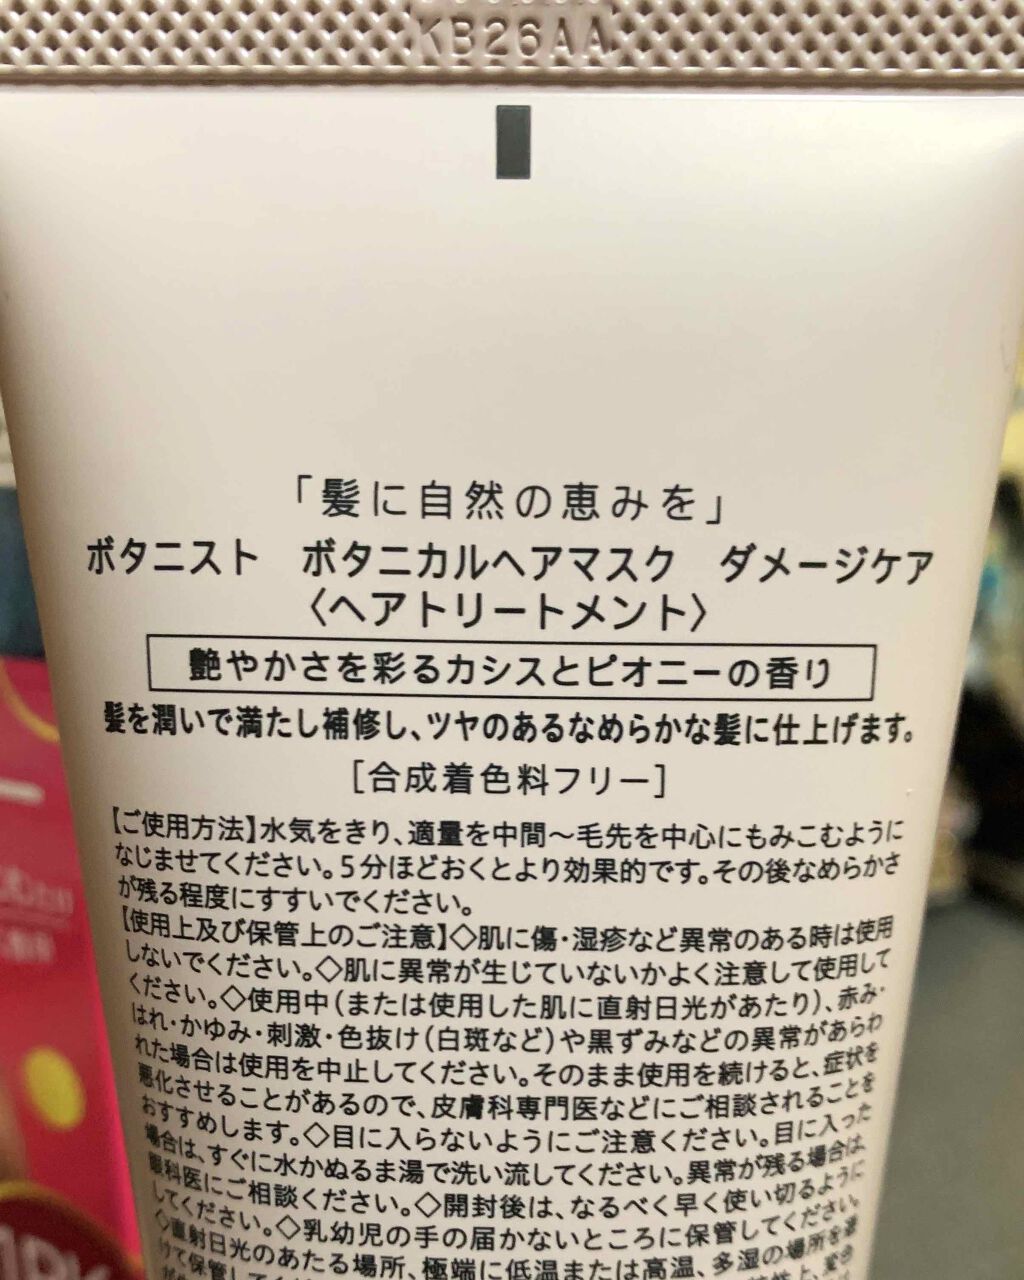 KB26AA
「髪に自然の恵みを」
ボタニスト ボタニカルヘアマスク ダメージケア
〈ヘアトリートメント〉
艶やかさを彩るカシスとピオニーの香り
髪を潤いで満たし補修し、ツヤのあるなめらかな髪に仕上げます。
[合成着色料フリー]
【ご使用方法】水気をきり、適量を中間〜毛先を中心にもみこむように
なじませてください。5分ほどおくとより効果的です。その後なめらかさ
が残る程度にすすいでください。
【使用上及び保管上のご注意】◇肌に傷・湿疹など異常のある時は使用
しないでください。◇肌に異常が生じていないかよく注意して使用して
ください。◇使用中(または使用した肌に直射日光があたり)、赤み・
はれ・かゆみ・刺激・色抜け(白斑など)や黒ずみなどの異常があらわ
れた場合は使用を中止してください。そのまま使用を続けると、症状を
悪化させることがあるので、皮膚科専門医などにご相談されることを
おすすめします。◇目に入らないようにご注意ください。目に入った
場合は、すぐに水かぬるま湯で洗い流してください。異常が残る場合は、
眼科医にご相談ください。◇開封後は、なるべく早く使い切るように
してください。◇乳幼児の手の届かないところに保管してください。
◇直射日光のあたる場所、極端に低温または高温、多湿の場所を避
けて保管してく